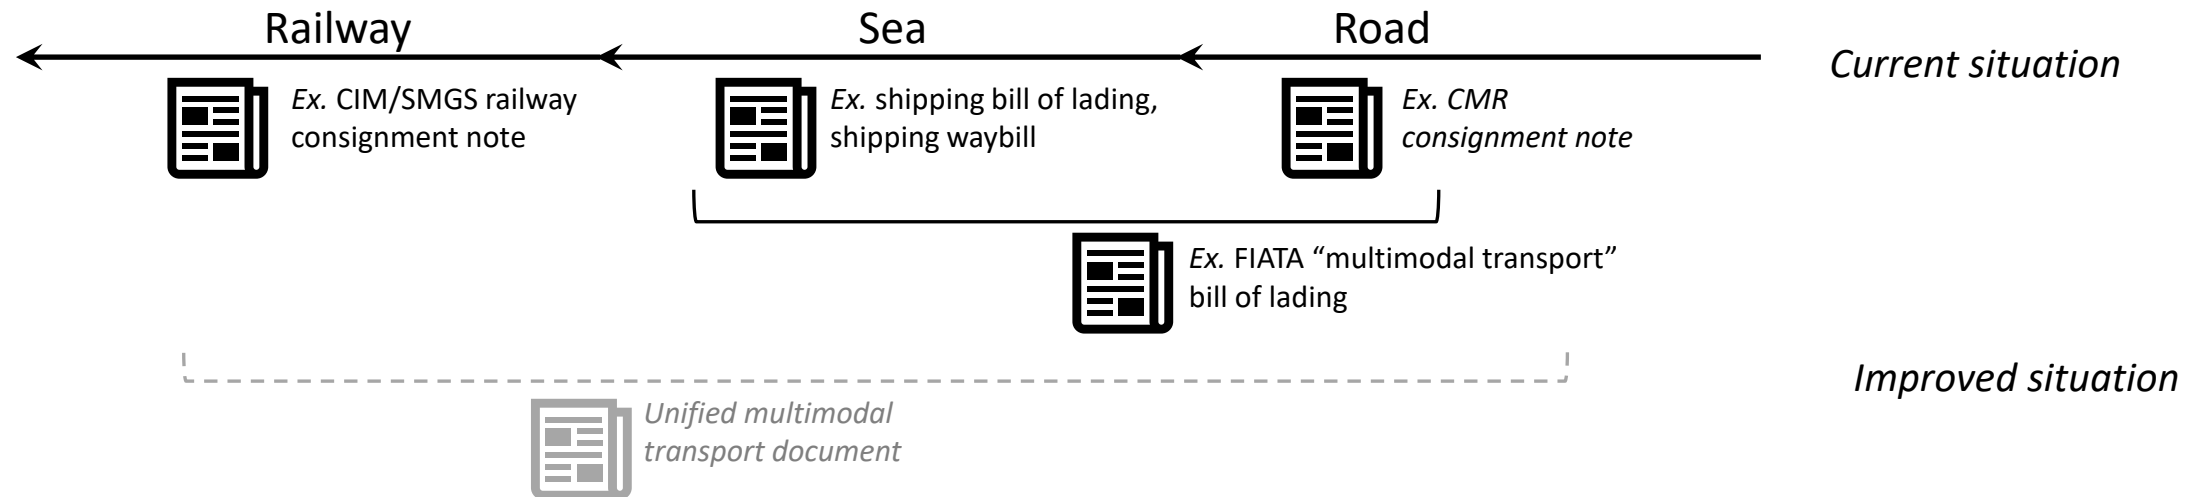 Railway
Sea
Road
Current situation
Ex. CIM/SMGS railway
consignment note
Ex. shipping bill of lading,
shipping waybill
Ex. CMR
consignment note
Ex. FIATA “multimodal transport”
bill of lading
Improved situation
Unified multimodal
transport document